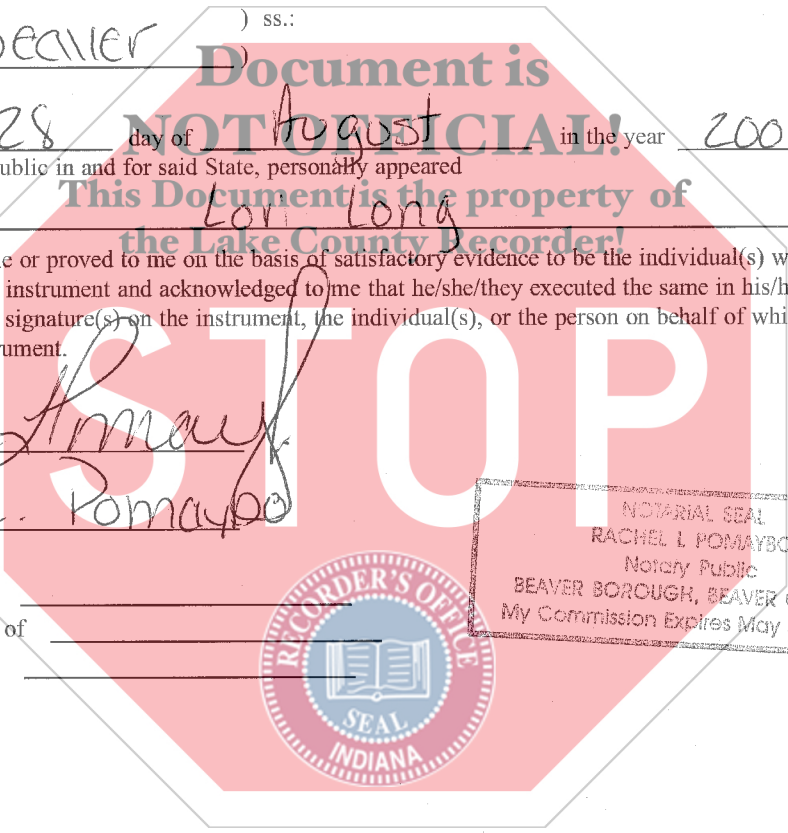 ) ss.:
Beaver )
Document is
28 day of August in the year 200
NOT OFFICIAL!
ublic in and for said State, personally appeared
This Document is the property of
Lori Long
the Lake County Recorder!
e or proved to me on the basis of satisfactory evidence to be the individual(s) w
instrument and acknowledged to me that he/she/they executed the same in his/h
signature(s) on the instrument, the individual(s), or the person on behalf of whi
rument.
STOP
. Pomaybo
NOTARIAL SEAL
RACHEL L POMAYBO
Notary Public
BEAVER BOROUGH, BEAVER
My Commission Expires May
of
RECORDER'S OFFICE
SEAL
INDIANA